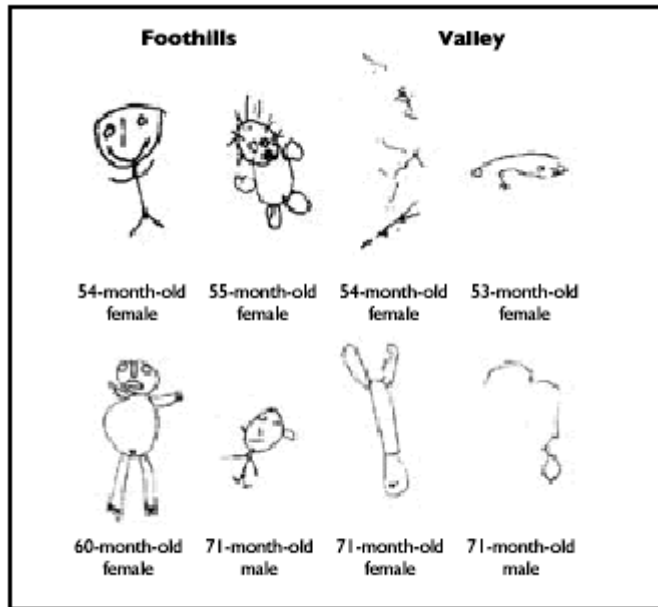 Foothills Valley
54-month-old 55-month-old 54-month-old 53-month-old
female female female female
60-month-old 71-month-old 71-month-old 71-month-old
female male female male